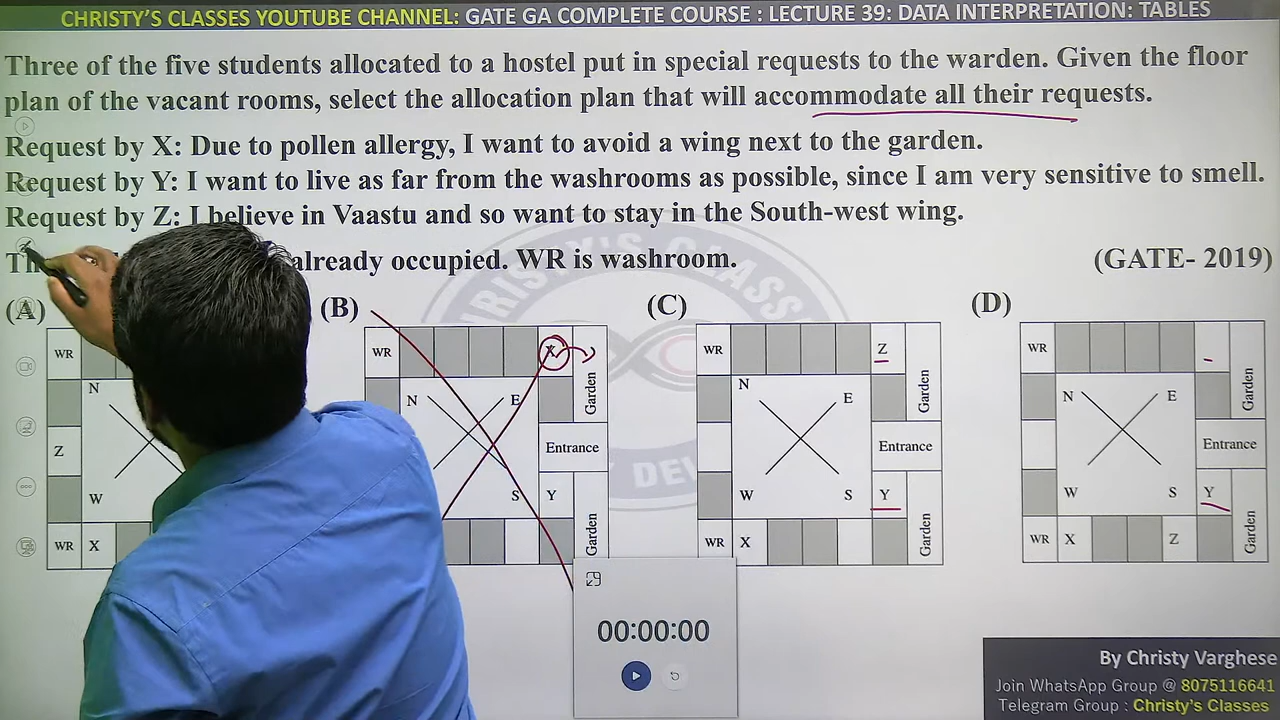 CHRISTY'S CLASSES YOUTUBE CHANNEL: GATE GA COMPLETE COURSE : LECTURE 39: DATA INTERPRETATION: TABLES
Three of the five students allocated to a hostel put in special requests to the warden. Given the floor
plan of the vacant rooms, select the allocation plan that will accommodate all their requests.
Request by X: Due to pollen allergy, I want to avoid a wing next to the garden.
Request by Y: I want to live as far from the washrooms as possible, since I am very sensitive to smell.
Request by Z: I believe in Vaastu and so want to stay in the South-west wing.
already occupied. WR is washroom. (GATE- 2019)
(A) (B) (C) (D)
WR
N
Z
W
WR X
WR X
N E
Garden
Entrance
S Y
Garden
WR Z
N E
Garden
Entrance
W S Y
WR X
Garden
WR
N E
Garden
Entrance
W S Y
WR X Z
Garden
00:00:00
By Christy Varghese
Join WhatsApp Group @ 8075116641
Telegram Group : Christy's Classes